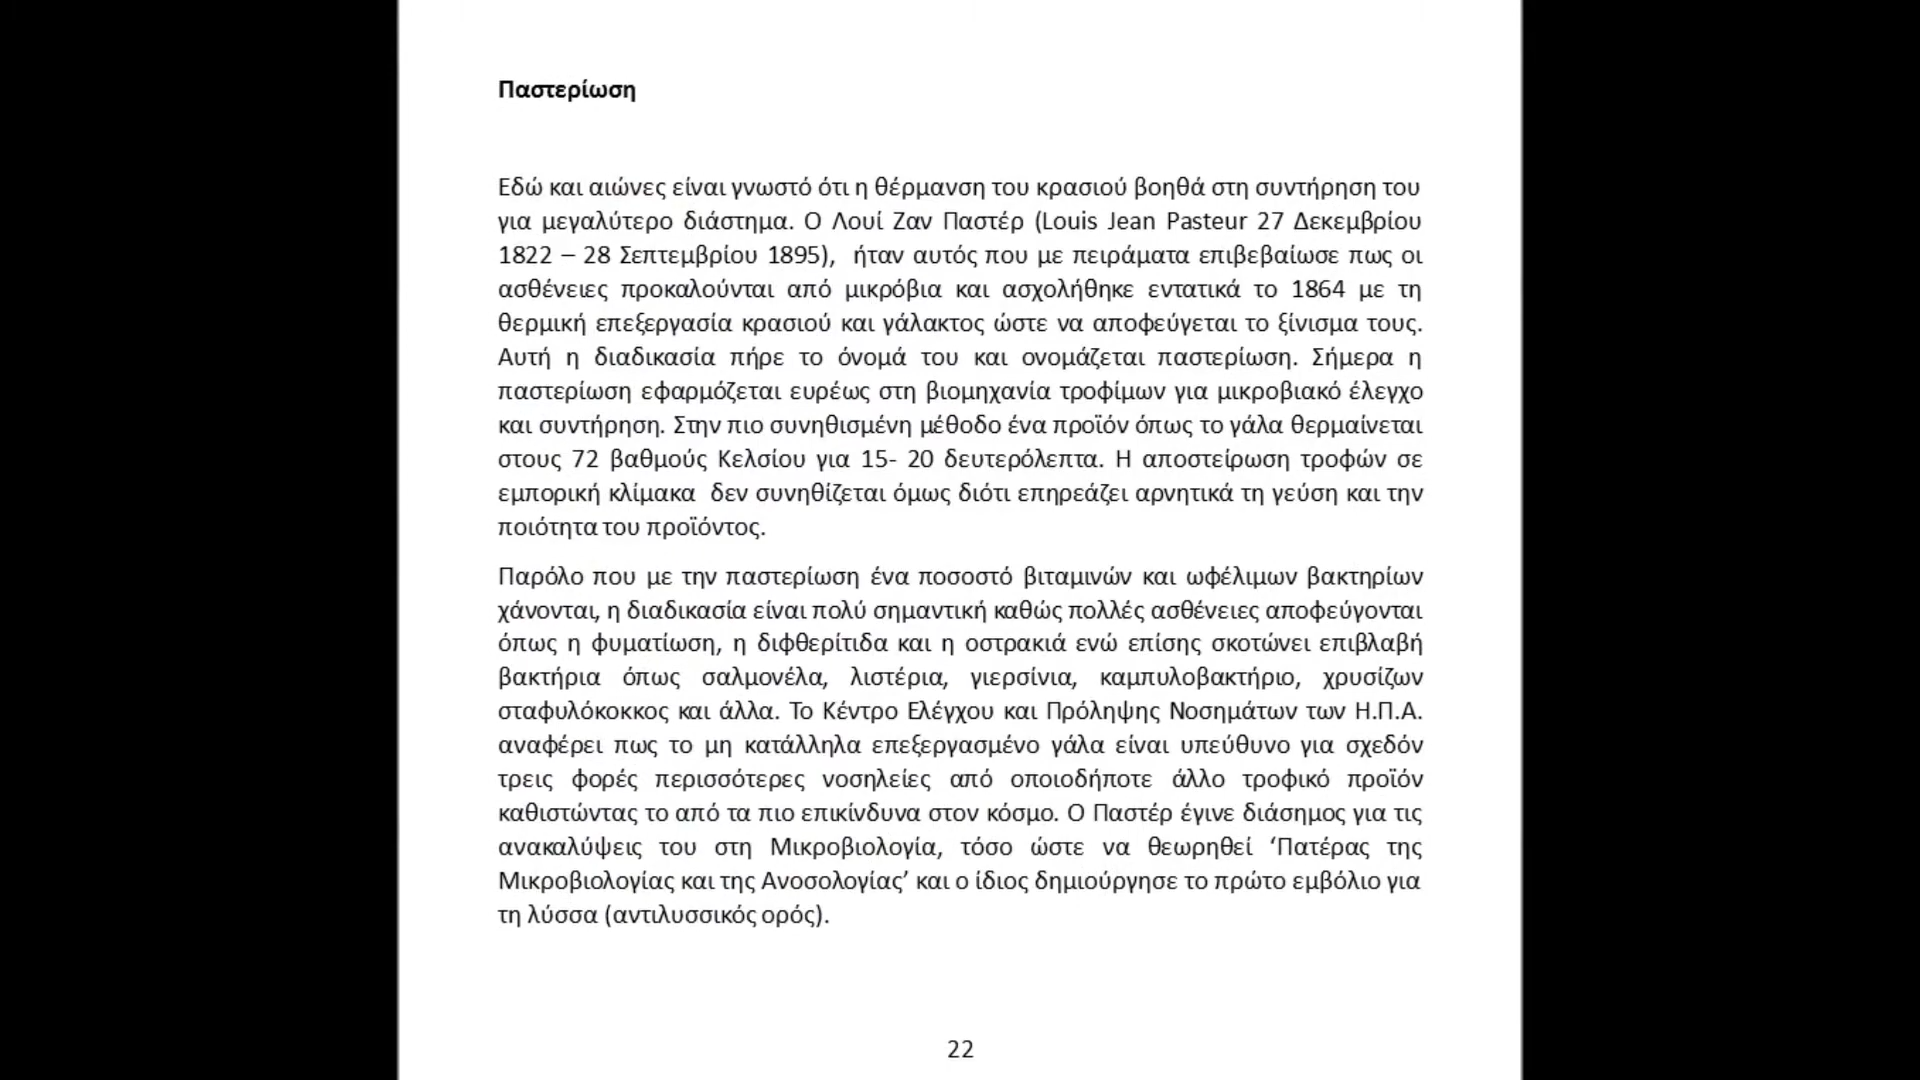 Παστερίωση
Εδώ και αιώνες είναι γνωστό ότι η θέρμανση του κρασιού βοηθά στη συντήρηση του
για μεγαλύτερο διάστημα. Ο Λουί Ζαν Παστέρ (Louis Jean Pasteur 27 Δεκεμβρίου
1822 – 28 Σεπτεμβρίου 1895), ήταν αυτός που με πειράματα επιβεβαίωσε πως οι
ασθένειες προκαλούνται από μικρόβια και ασχολήθηκε εντατικά το 1864 με τη
θερμική επεξεργασία κρασιού και γάλακτος ώστε να αποφεύγεται το ξίνισμα τους.
Αυτή η διαδικασία πήρε το όνομά του και ονομάζεται παστερίωση. Σήμερα η
παστερίωση εφαρμόζεται ευρέως στη βιομηχανία τροφίμων για μικροβιακό έλεγχο
και συντήρηση. Στην πιο συνηθισμένη μέθοδο ένα προϊόν όπως το γάλα θερμαίνεται
στους 72 βαθμούς Κελσίου για 15- 20 δευτερόλεπτα. Η αποστείρωση τροφών σε
εμπορική κλίμακα δεν συνηθίζεται όμως διότι επηρεάζει αρνητικά τη γεύση και την
ποιότητα του προϊόντος.
Παρόλο που με την παστερίωση ένα ποσοστό βιταμινών και ωφέλιμων βακτηρίων
χάνονται, η διαδικασία είναι πολύ σημαντική καθώς πολλές ασθένειες αποφεύγονται
όπως η φυματίωση, η διφθερίτιδα και η οστρακιά ενώ επίσης σκοτώνει επιβλαβή
βακτήρια όπως σαλμονέλα, λιστέρια, γιερσίνια, καμπυλοβακτήριο, χρυσίζων
σταφυλόκοκκος και άλλα. Το Κέντρο Ελέγχου και Πρόληψης Νοσημάτων των Η.Π.Α.
αναφέρει πως το μη κατάλληλα επεξεργασμένο γάλα είναι υπεύθυνο για σχεδόν
τρεις φορές περισσότερες νοσηλείες από οποιοδήποτε άλλο τροφικό προϊόν
καθιστώντας το από τα πιο επικίνδυνα στον κόσμο. Ο Παστέρ έγινε διάσημος για τις
ανακαλύψεις του στη Μικροβιολογία, τόσο ώστε να θεωρηθεί ‘Πατέρας της
Μικροβιολογίας και της Ανοσολογίας’ και ο ίδιος δημιούργησε το πρώτο εμβόλιο για
τη λύσσα (αντιλυσσικός ορός).
22